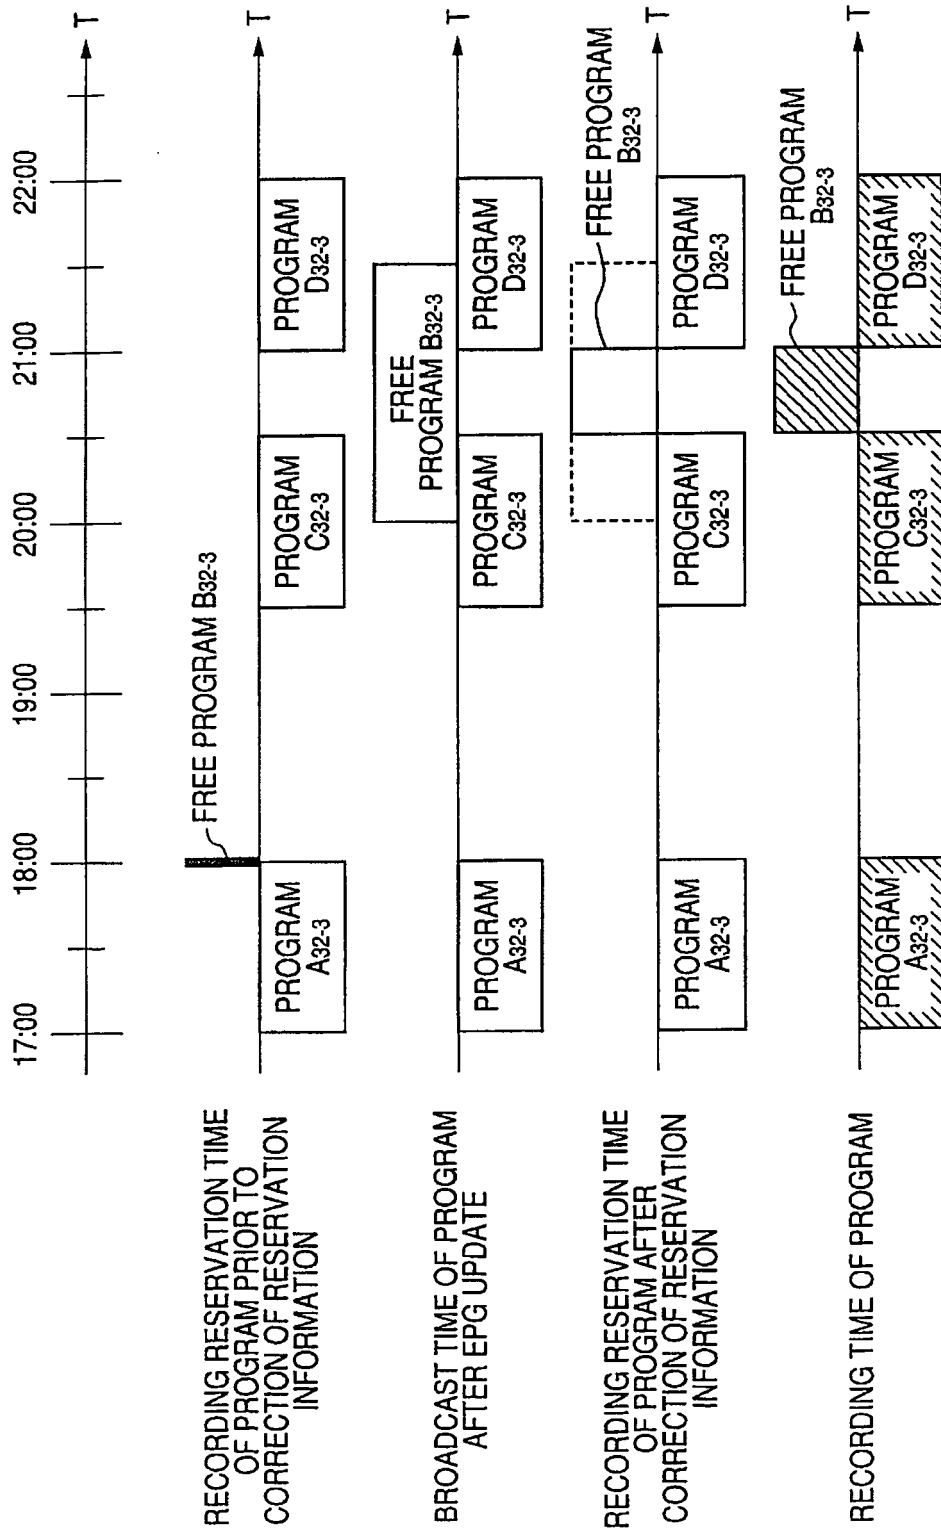 17:00 18:00 19:00 20:00 21:00 22:00 T
RECORDING RESERVATION TIME
OF PROGRAM PRIOR TO
CORRECTION OF RESERVATION
INFORMATION
FREE PROGRAM B32-3
PROGRAM
A32-3
PROGRAM
C32-3
PROGRAM
D32-3
T
BROADCAST TIME OF PROGRAM
AFTER EPG UPDATE
FREE
PROGRAM B32-3
PROGRAM
A32-3
PROGRAM
C32-3
PROGRAM
D32-3
T
RECORDING RESERVATION TIME
OF PROGRAM AFTER
CORRECTION OF RESERVATION
INFORMATION
FREE PROGRAM
B32-3
PROGRAM
A32-3
PROGRAM
C32-3
PROGRAM
D32-3
T
RECORDING TIME OF PROGRAM
FREE PROGRAM
B32-3
PROGRAM
A32-3
PROGRAM
C32-3
PROGRAM
D32-3
T